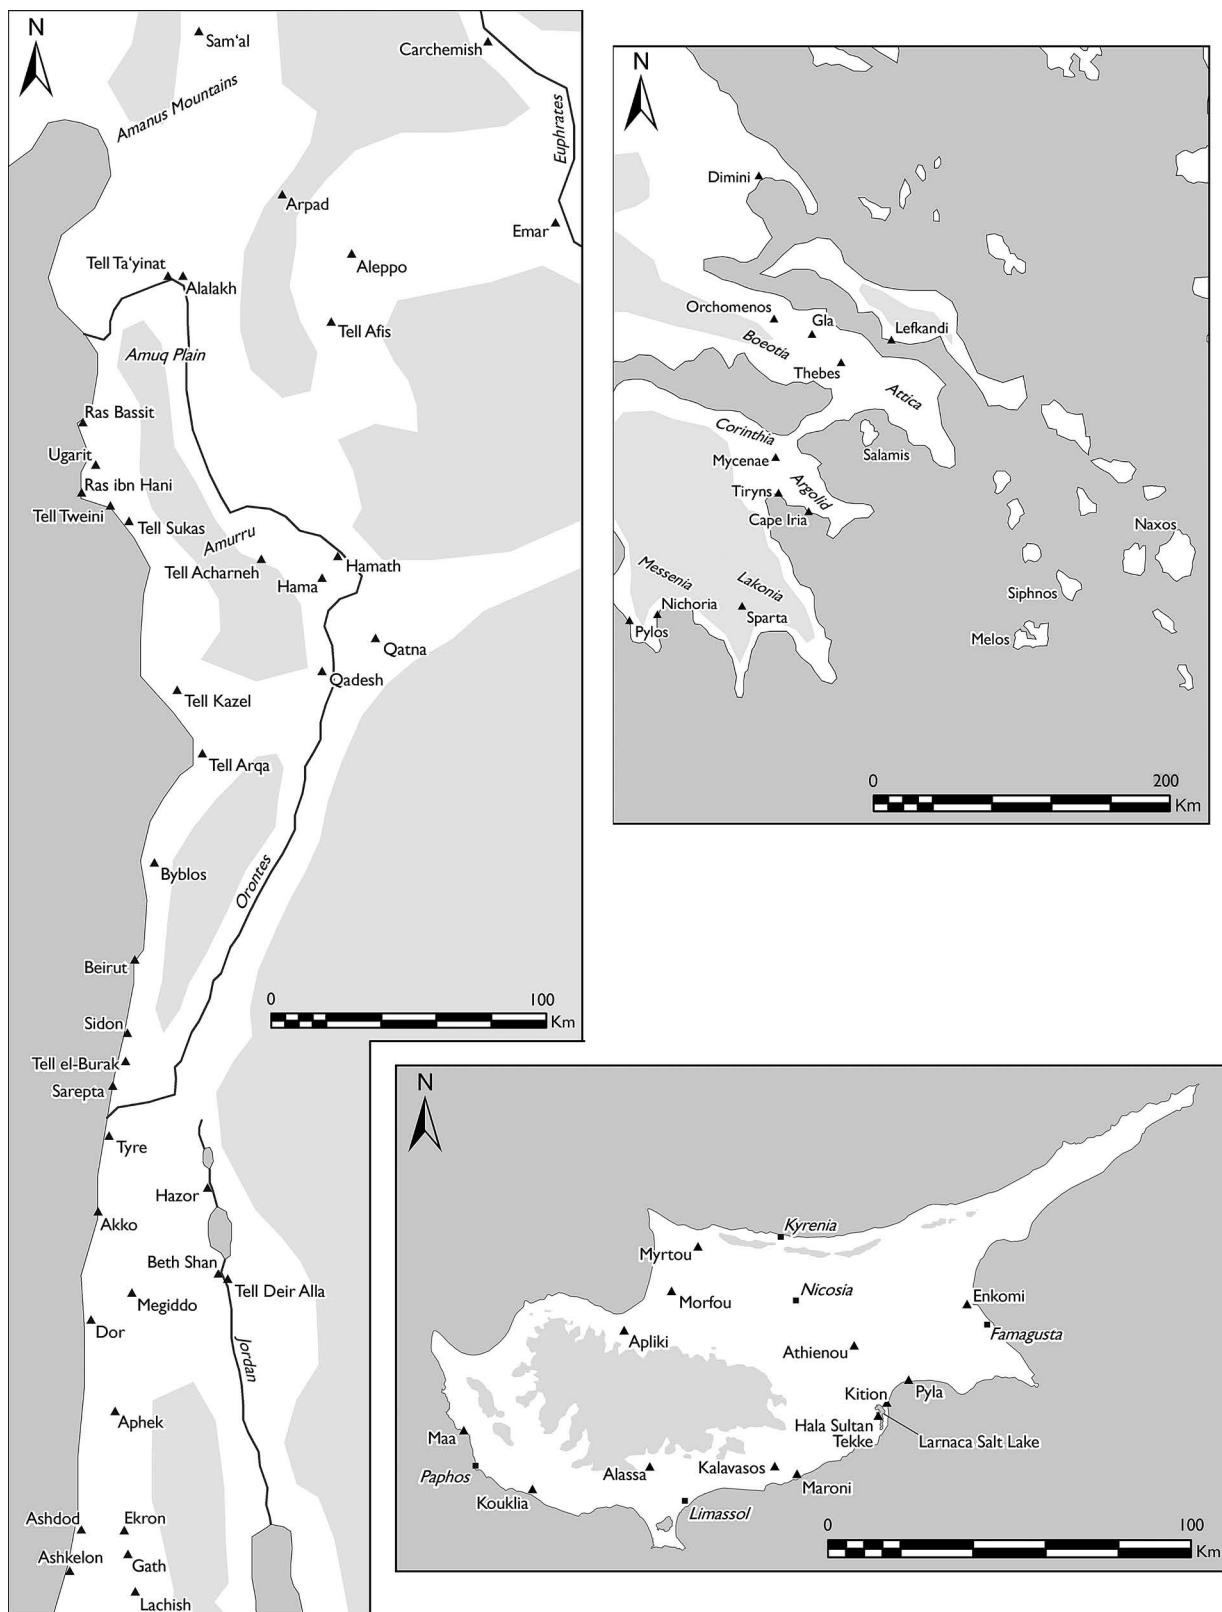 N
Sam‘al
Carchemish
Amanus Mountains
Euphrates
Arpad
Emar
Aleppo
Tell Ta‘yinat
Alalakh
Tell Afis
Amuq Plain
Ras Bassit
Ugarit
Ras ibn Hani
Tell Tweini
Tell Sukas
Amurru
Tell Acharneh
Hamath
Hama
Qatna
Qadesh
Tell Kazel
Tell Arqa
Byblos
Orontes
Beirut
0 100
Km
Sidon
Tell el-Burak
Sarepta
Tyre
Hazor
Akko
Beth Shan
Tell Deir Alla
Megiddo
Dor
Jordan
Aphek
Ashdod
Ekron
Ashkelon
Gath
Lachish
N
Dimini
Orchomenos
Gla
Lefkandi
Boeotia
Thebes
Attica
Corinthia
Salamis
Mycenae
Tiryns
Argolid
Cape Iria
Naxos
Messenia
Lakonia
Siphnos
Nichoria
Sparta
Pylos
Melos
0 200
Km
N
Kyrenia
Myrtou
Nicosia
Morfou
Enkomi
Famagusta
Apliki
Athienou
Pyla
Kition
Hala Sultan
Tekke
Larnaca Salt Lake
Maa
Paphos
Alassa
Kalavasos
Maroni
Kouklia
Limassol
0 100
Km